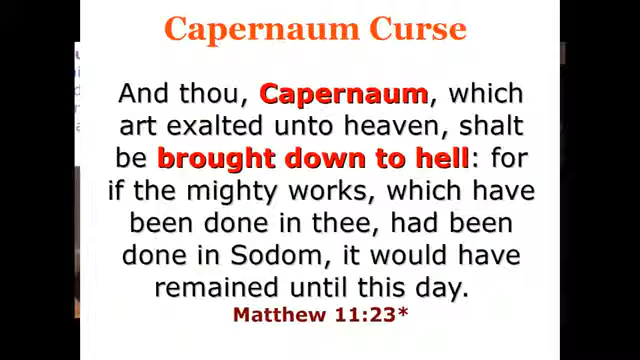 Capernaum Curse
And thou, Capernaum, which
art exalted unto heaven, shalt
be brought down to hell: for
if the mighty works, which have
been done in thee, had been
done in Sodom, it would have
remained until this day.
Matthew 11:23*